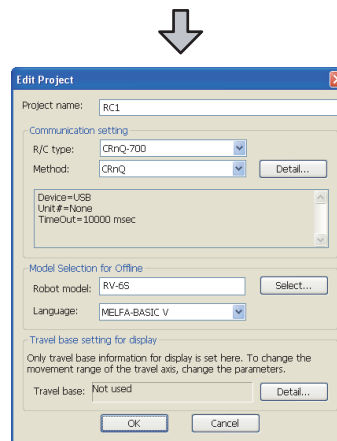 Edit Project
Project name: RC1
Communication setting
R/C type: CRnQ-700
Method: CRnQ Detail...
Device=USB
Unit#=None
TimeOut=10000 msec
Model Selection for Offline
Robot model: RV-6S Select...
Language: MELFA-BASIC V
Travel base setting for display
Only travel base information for display is set here. To change the
movement range of the travel axis, change the parameters.
Travel base: Not used Detail...
OK Cancel